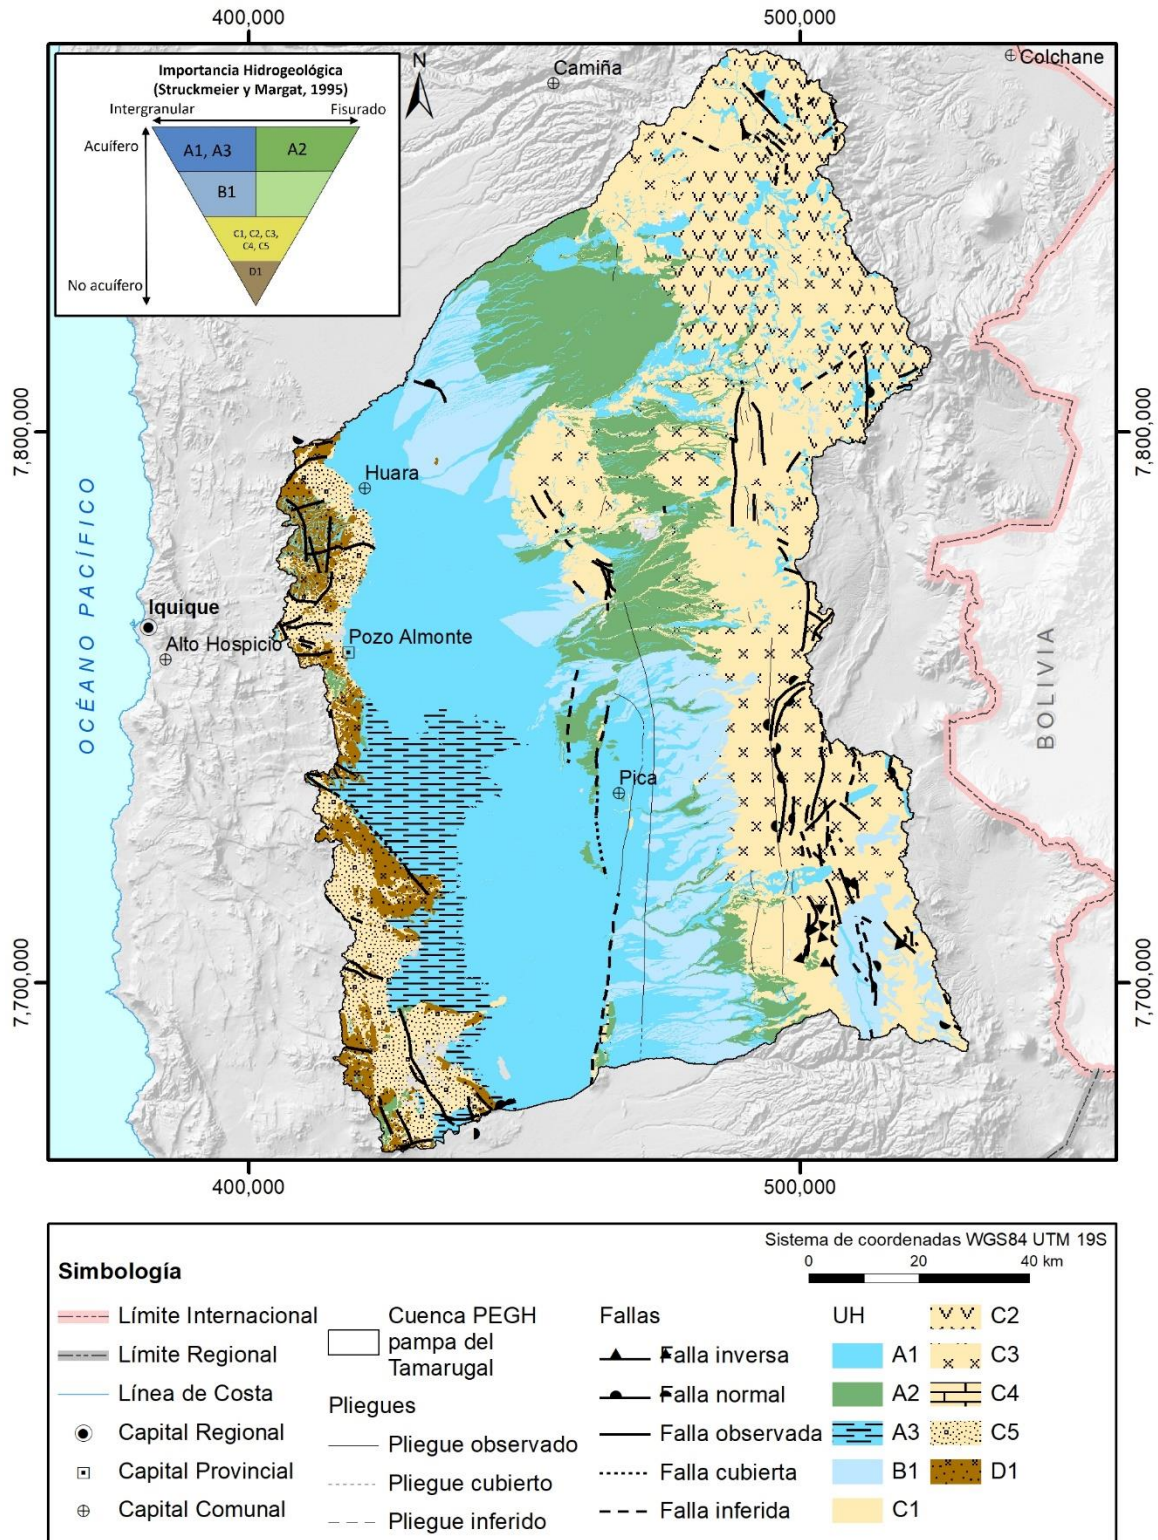 400,000
500,000
Importancia Hidrogeológica
(Struckmeier y Margat, 1995)
Intergranular
Fisurado
Acuífero
A1, A3
A2
B1
C1, C2, C3,
C4, C5
D1
No acuífero
N
Camiña
Colchane
7,800,000
7,800,000
Huara
OCÉANO PACÍFICO
Iquique
Alto Hospicio
Pozo Almonte
BOLIVIA
Pica
7,700,000
7,700,000
400,000
500,000
Sistema de coordenadas WGS84 UTM 19S
0 20 40 km
Simbología
Límite Internacional
Límite Regional
Línea de Costa
Capital Regional
Capital Provincial
Capital Comunal
Cuenca PEGH
pampa del
Tamarugal
Pliegues
Pliegue observado
Pliegue cubierto
Pliegue inferido
Fallas
Falla inversa
Falla normal
Falla observada
Falla cubierta
Falla inferida
UH
A1
A2
A3
B1
C1
C2
C3
C4
C5
D1